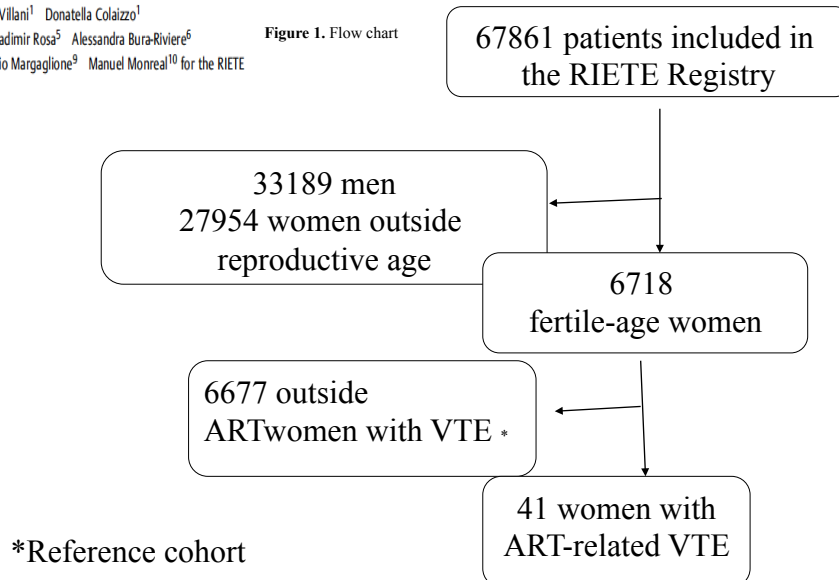 Villani¹ Donatella Colaizzo¹
adimir Rosa⁵ Alessandra Bura-Riviere⁶
io Margaglione⁹ Manuel Monreal¹⁰ for the RIETE
Figure 1. Flow chart
67861 patients included in
the RIETE Registry
33189 men
27954 women outside
reproductive age
6718
fertile-age women
6677 outside
ARTwomen with VTE *
41 women with
ART-related VTE
*Reference cohort